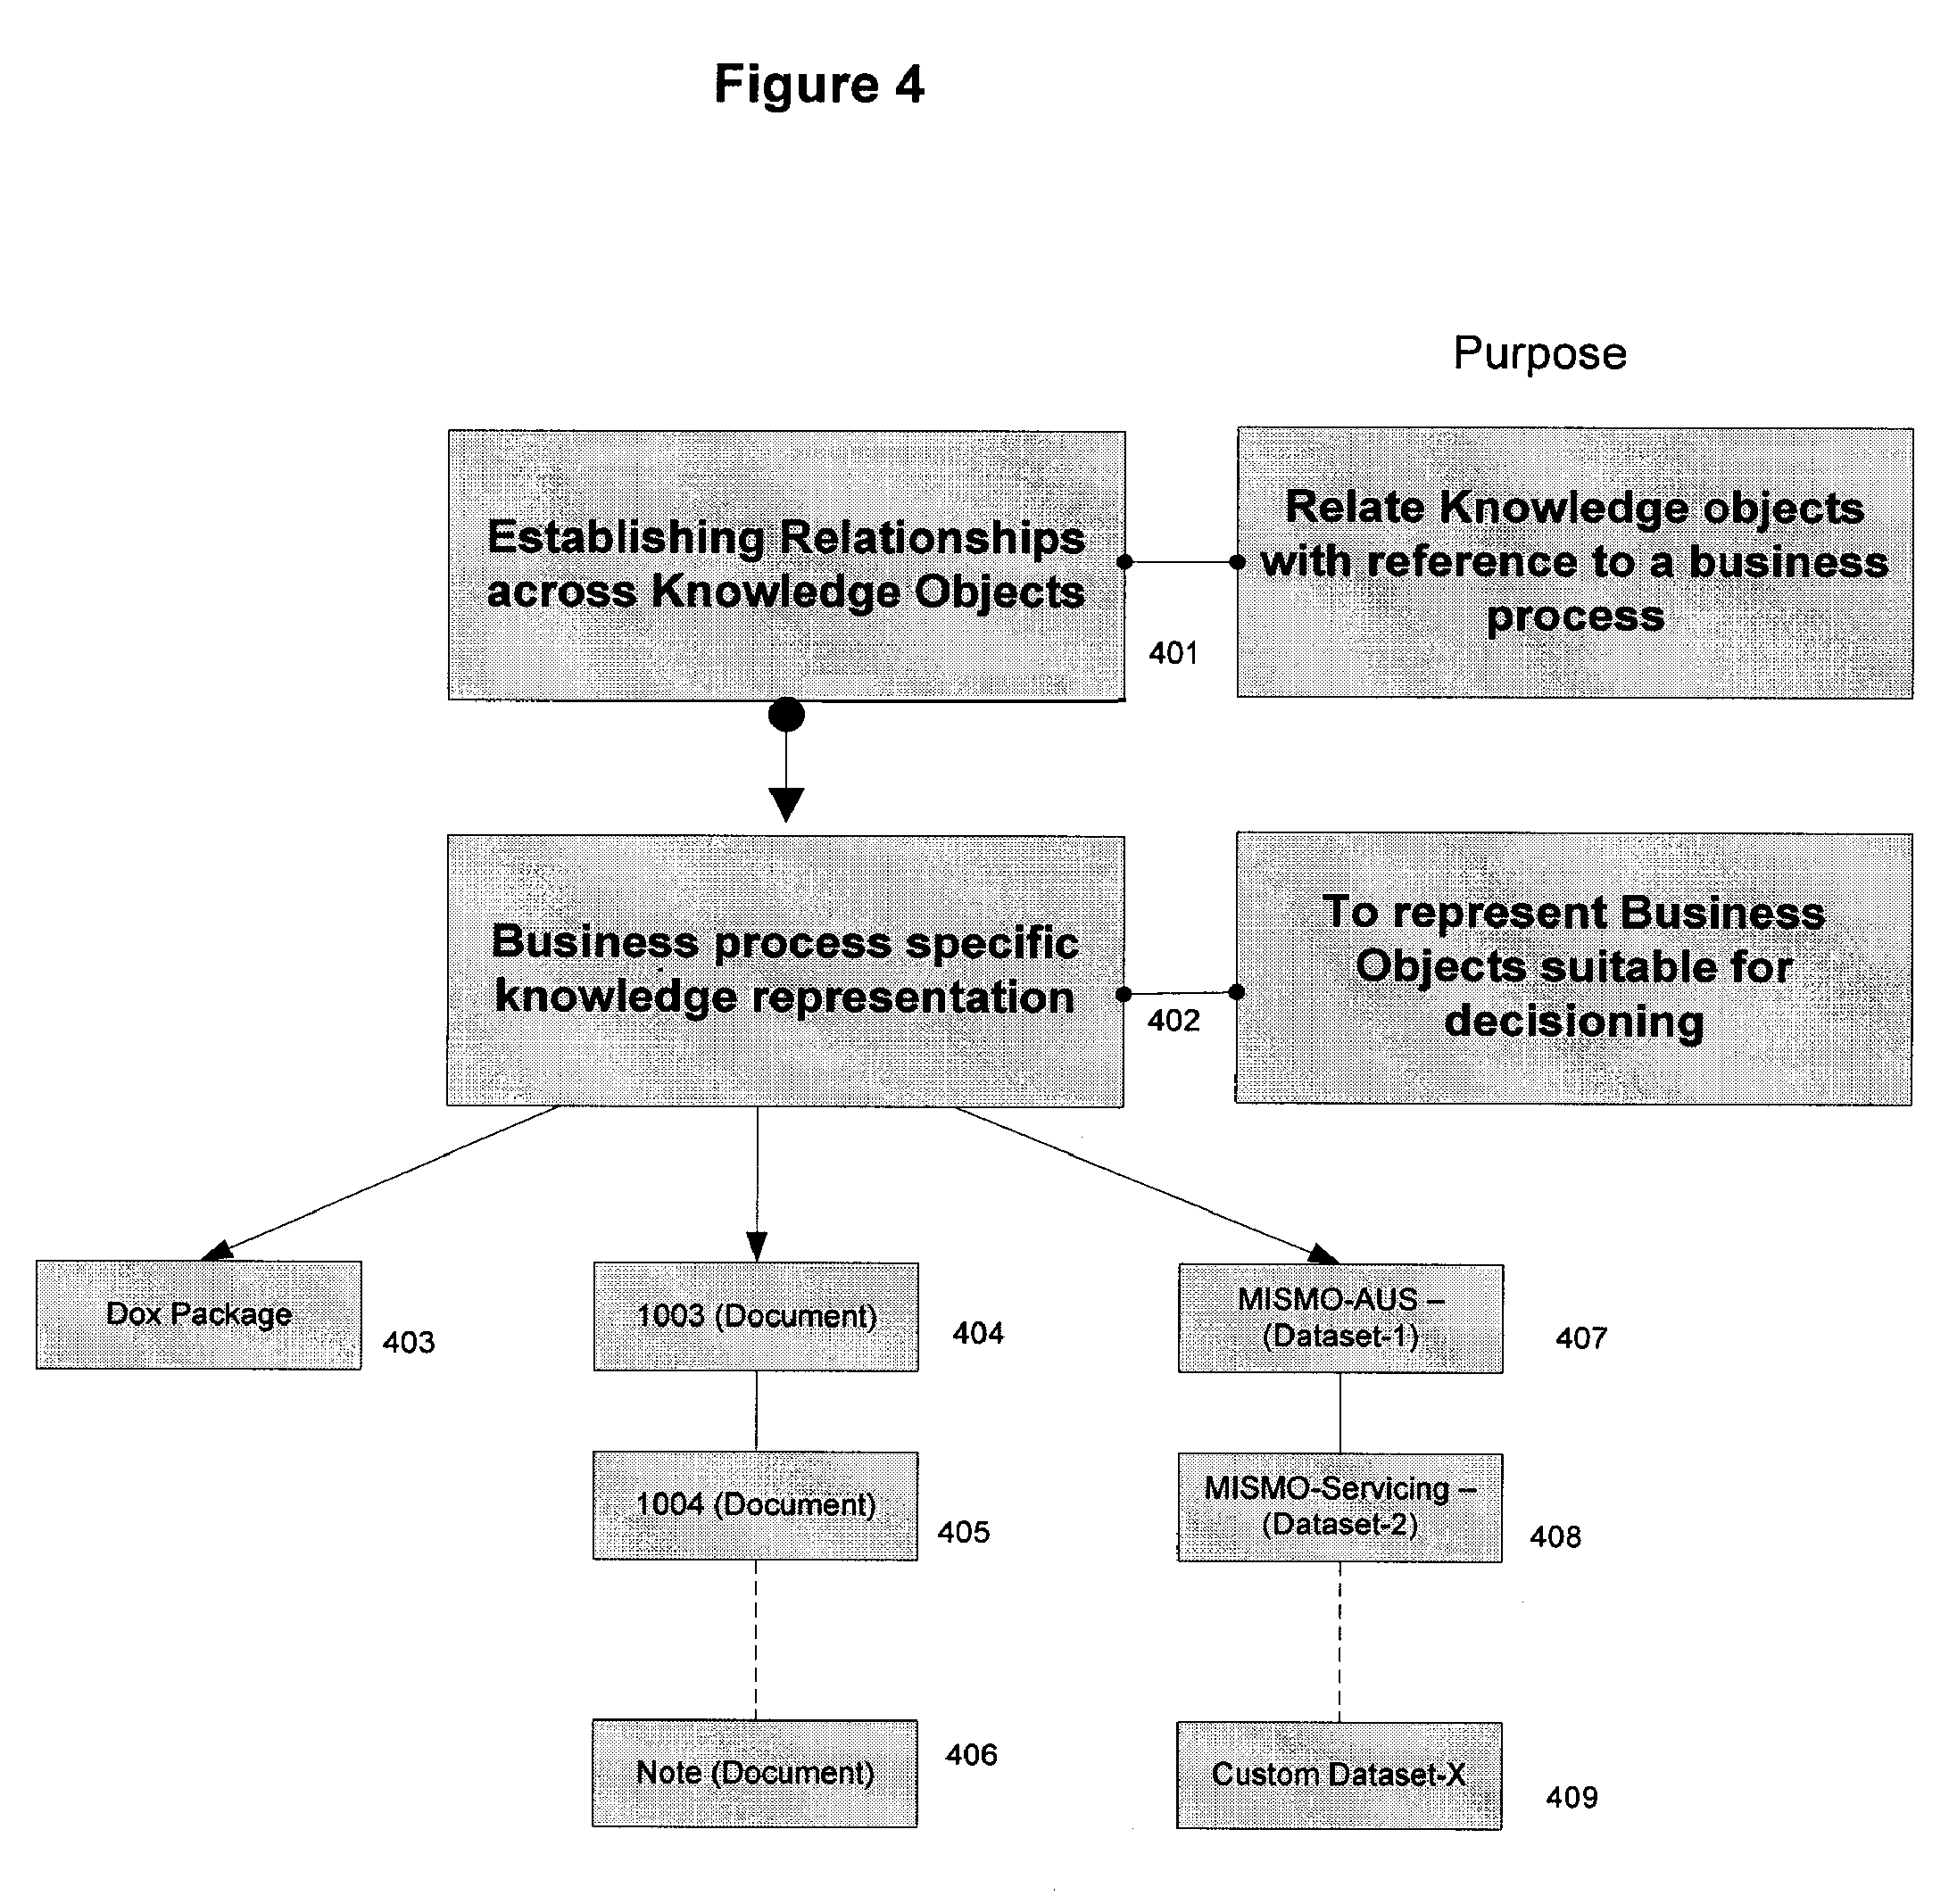 Figure 4
Purpose
Establishing Relationships
across Knowledge Objects
Relate Knowledge objects
with reference to a business
process
401
Business process specific
knowledge representation
To represent Business
Objects suitable for
decisioning
402
Dox Package
403
1003 (Document)
404
MISMO-AUS –
(Dataset-1)
407
1004 (Document)
405
MISMO-Servicing –
(Dataset-2)
408
Note (Document)
406
Custom Dataset-X
409